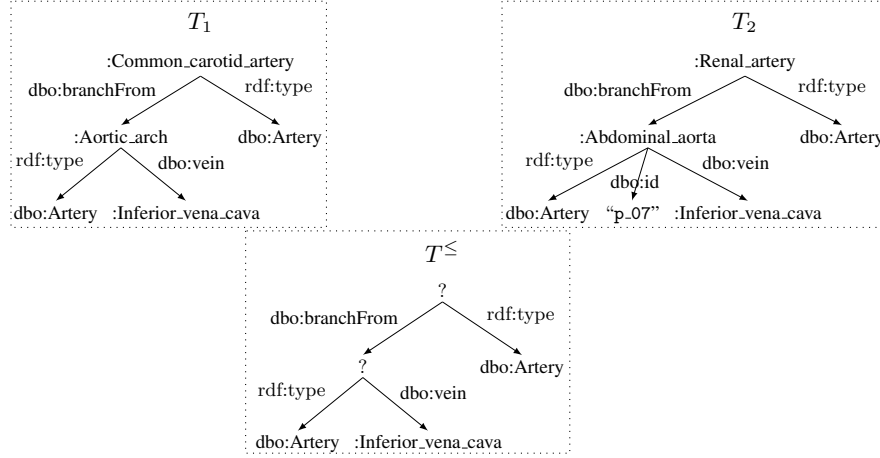 T₁
:Common_carotid_artery
dbo:branchFrom rdf:type
:Aortic_arch dbo:Artery
rdf:type dbo:vein
dbo:Artery :Inferior_vena_cava
T₂
:Renal_artery
dbo:branchFrom rdf:type
:Abdominal_aorta dbo:Artery
rdf:type dbo:id dbo:vein
dbo:Artery “p_07” :Inferior_vena_cava
T≤
?
dbo:branchFrom rdf:type
? dbo:Artery
rdf:type dbo:vein
dbo:Artery :Inferior_vena_cava